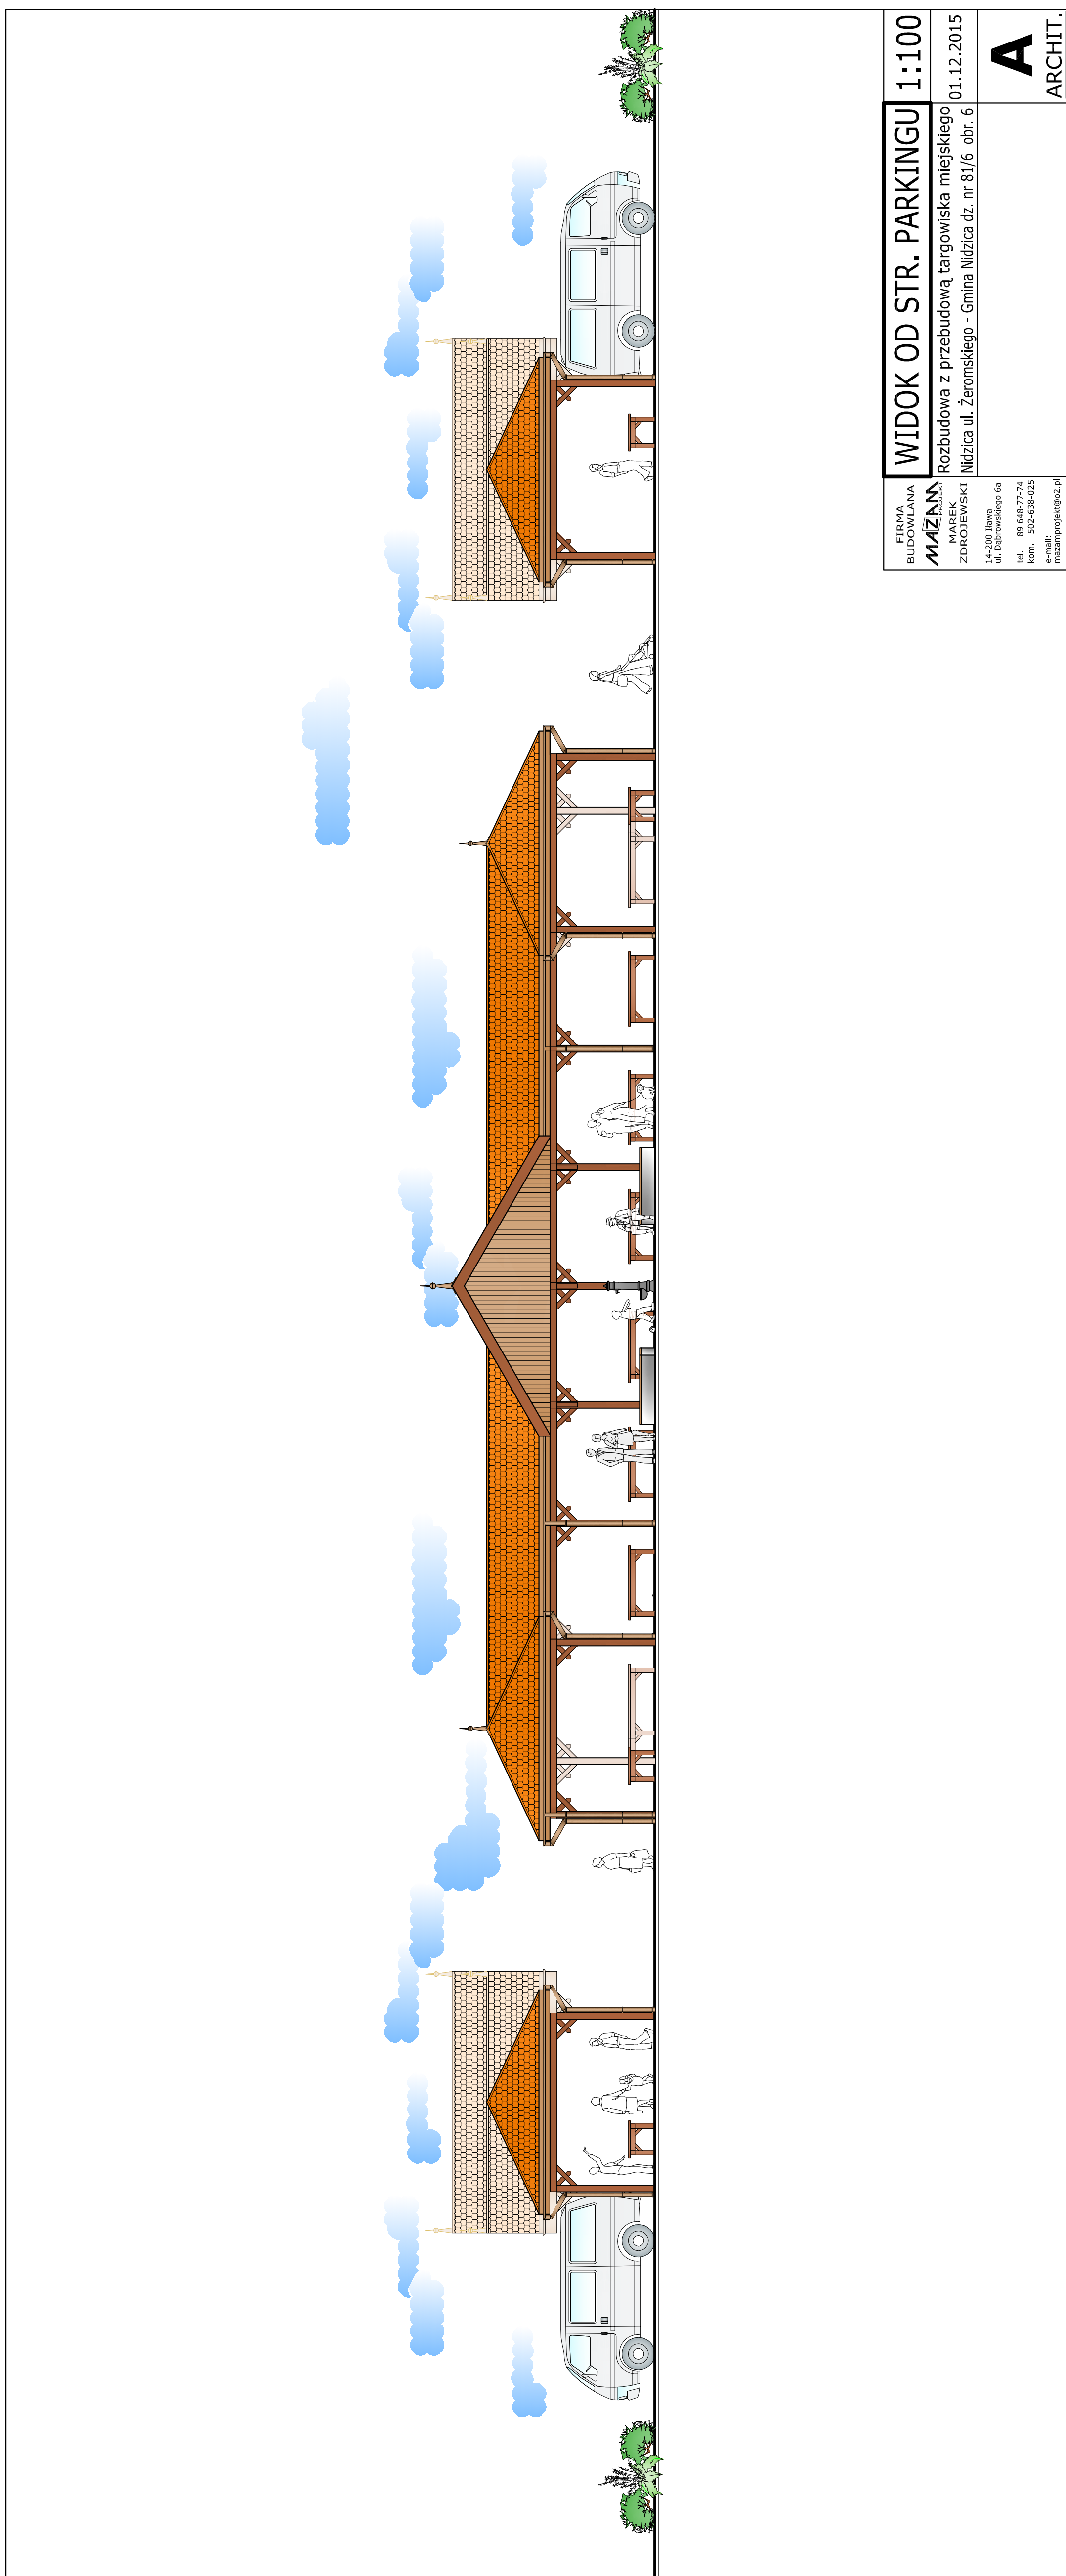 FIRMA
BUDOWLANA
MAZAM
PROJEKT
MAREK
ZDROJEWSKI
14-200 Iława
ul. Dąbrowskiego 6a
tel. 89 648-77-74
kom. 502-638-025
e-mail:
mazamprojekt@o2.pl
WIDOK OD STR. PARKINGU
1:100
Rozbudowa z przebudową targowiska miejskiego
Nidzica ul. Żeromskiego - Gmina Nidzica dz. nr 81/6 obr. 6
01.12.2015
A
ARCHIT.